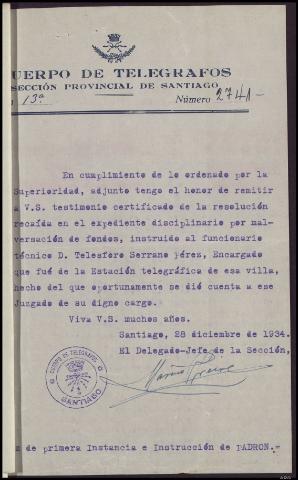 UERPO DE TELEGRAFOS
SECCIÓN PROVINCIAL DE SANTIAGO
13ª Número 2741-
En cumplimiento de lo ordenado por la
Superioridad, adjunto tengo el honor de remitir
a V.S. testimonio certificado de la resolución
recaída en el expediente disciplinario por mal-
versación de fondos, instruido al funcionario
técnico D. Telesforo Serrano Pérez, Encargado
que fué de la Estación telegráfica de esa villa,
hecho del que oportunamente se dió cuenta a ese
Juzgado de su digno cargo.
Viva V.S. muchos años.
Santiago, 28 diciembre de 1934.
El Delegado-Jefe de la Sección,
CUERPO DE TELEGRAFOS
SANTIAGO
z de primera Instancia e Instrucción de PADRON.-